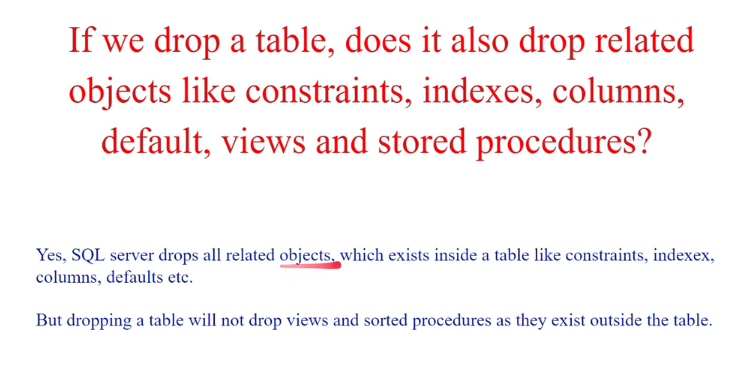 If we drop a table, does it also drop related
objects like constraints, indexes, columns,
default, views and stored procedures?
Yes, SQL server drops all related objects, which exists inside a table like constraints, indexex,
columns, defaults etc.
But dropping a table will not drop views and sorted procedures as they exist outside the table.